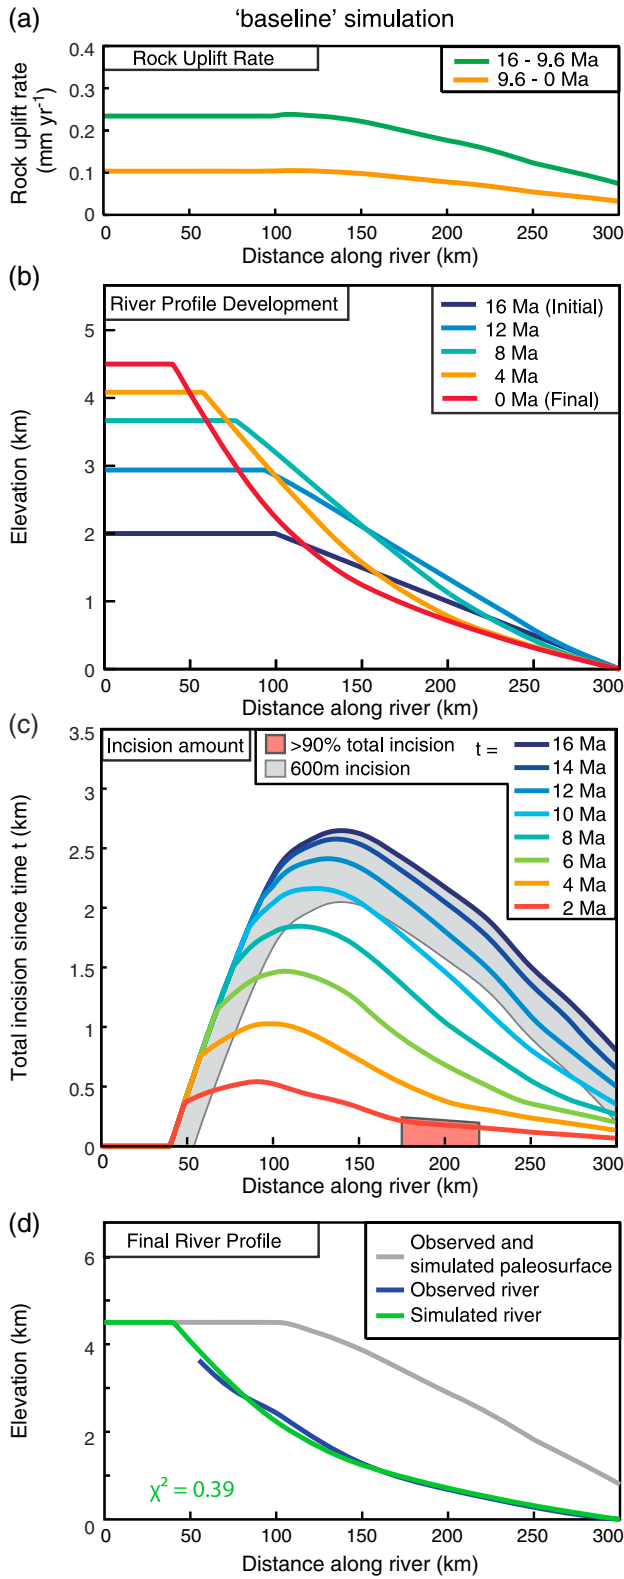 (a)
'baseline' simulation
Rock Uplift Rate
16 - 9.6 Ma
9.6 - 0 Ma
Rock uplift rate
(mm yr⁻¹)
0.4
0.3
0.2
0.1
0
0 50 100 150 200 250 300
Distance along river (km)
(b)
River Profile Development
16 Ma (Initial)
12 Ma
8 Ma
4 Ma
0 Ma (Final)
Elevation (km)
5
4
3
2
1
0
0 50 100 150 200 250 300
Distance along river (km)
(c)
Incision amount
>90% total incision
600m incision
t =
16 Ma
14 Ma
12 Ma
10 Ma
8 Ma
6 Ma
4 Ma
2 Ma
Total incision since time t (km)
3.5
3
2.5
2
1.5
1
0.5
0
0 50 100 150 200 250 300
Distance along river (km)
(d)
Final River Profile
Observed and
simulated paleosurface
Observed river
Simulated river
Elevation (km)
6
4
2
0
χ² = 0.39
0 50 100 150 200 250 300
Distance along river (km)